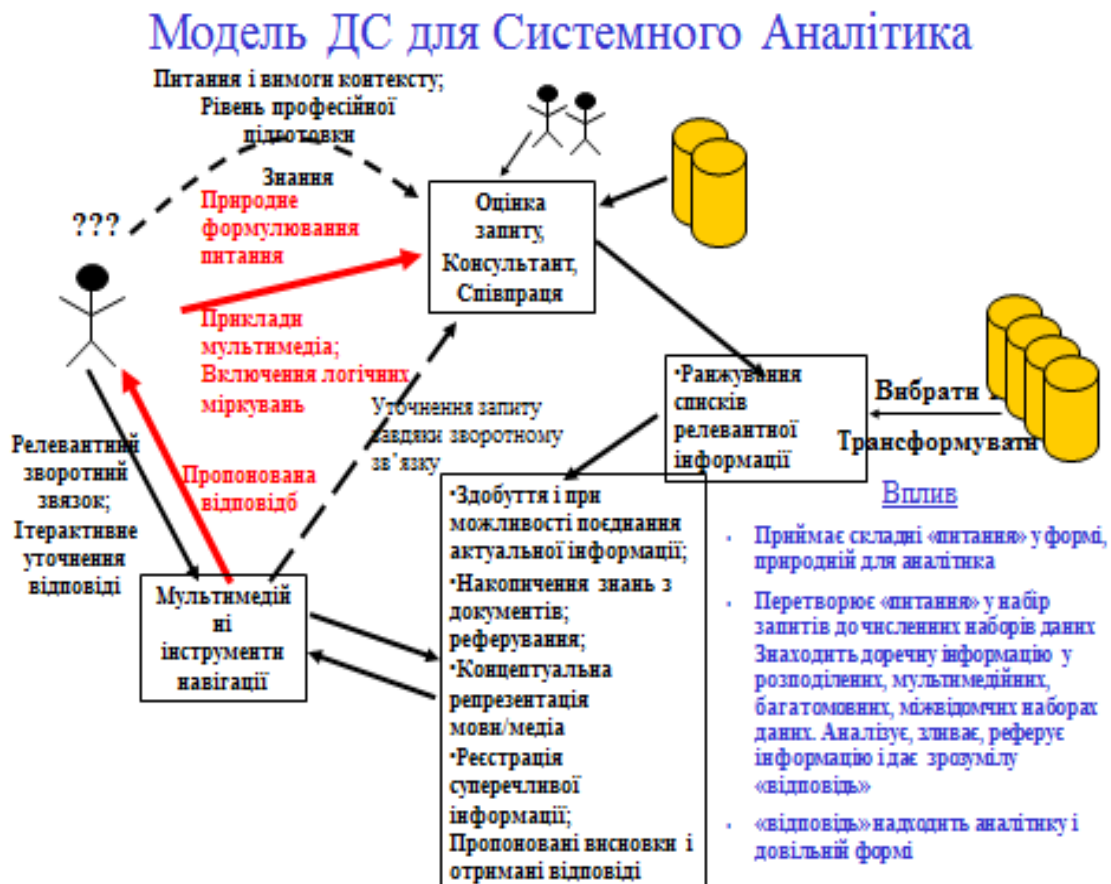 Модель ДС для Системного Аналітика
Питання і вимоги контексту;
Рівень професійної
підготовки
Знання
???
Природне
формулювання
питання
Приклади
мультимедіа;
Включення логічних
міркувань
Оцінка
запиту,
Консультант,
Співпраця
•Ранжування
списків
релевантної
інформації
Вибрати
Трансформувати
Уточнення запиту
завдяки зворотному
зв’язку
Релевантний
зворотний
звязок;
Ітерактивне
уточнення
відповіді
Пропонована
відповідб
Мультимедій
ні
інструменти
навігації
•Здобуття і при
можливості поєднання
актуальної інформації;
•Накопичення знань з
документів;
реферування;
•Концептуальна
репрезентація
мови/медіа
•Реєстрація
суперечливої
інформації;
Пропоновані висновки і
отримані відповіді
Вплив
• Приймає складні «питання» у формі,
природній для аналітика
• Перетворює «питання» у набір
запитів до численних наборів даних
Знаходить доречну інформацію у
розподілених, мультимедійних,
багатомовних, міжвідомчих наборах
даних. Аналізує, зливає, реферує
інформацію і дає зрозумілу
«відповідь»
• «відповідь» надходить аналітику і
довільній формі